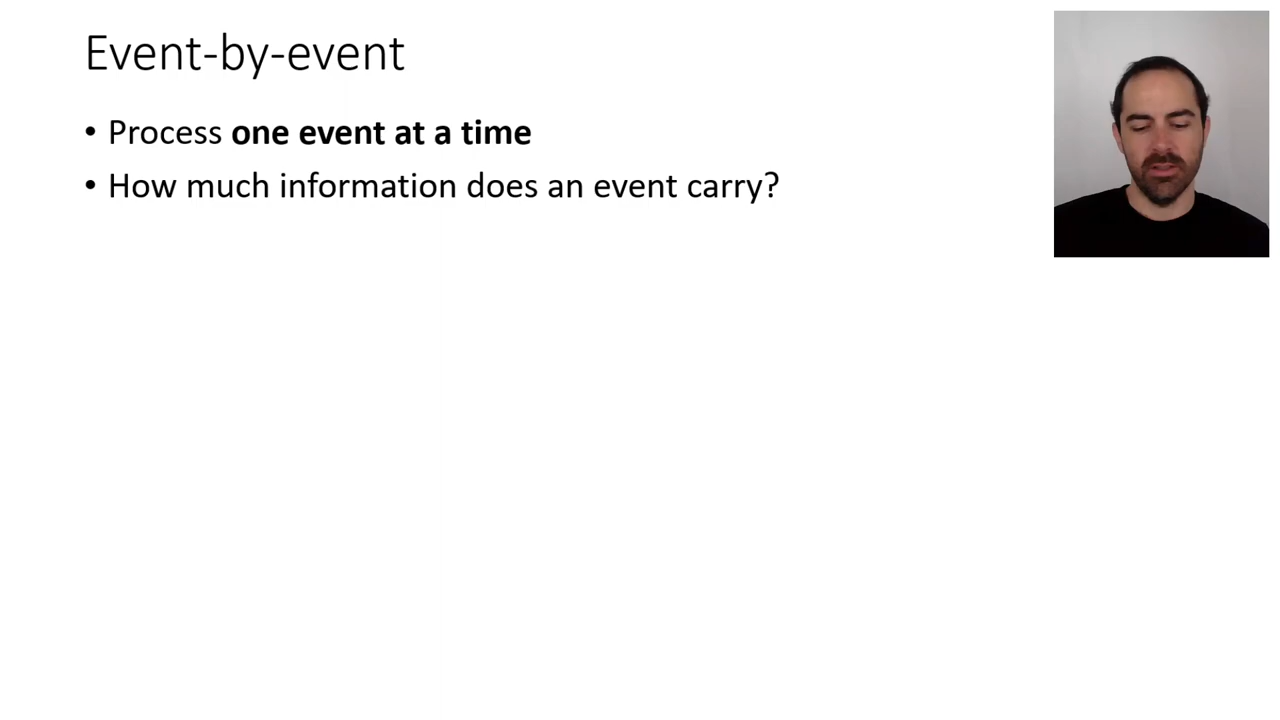 Event-by-event
• Process one event at a time
• How much information does an event carry?